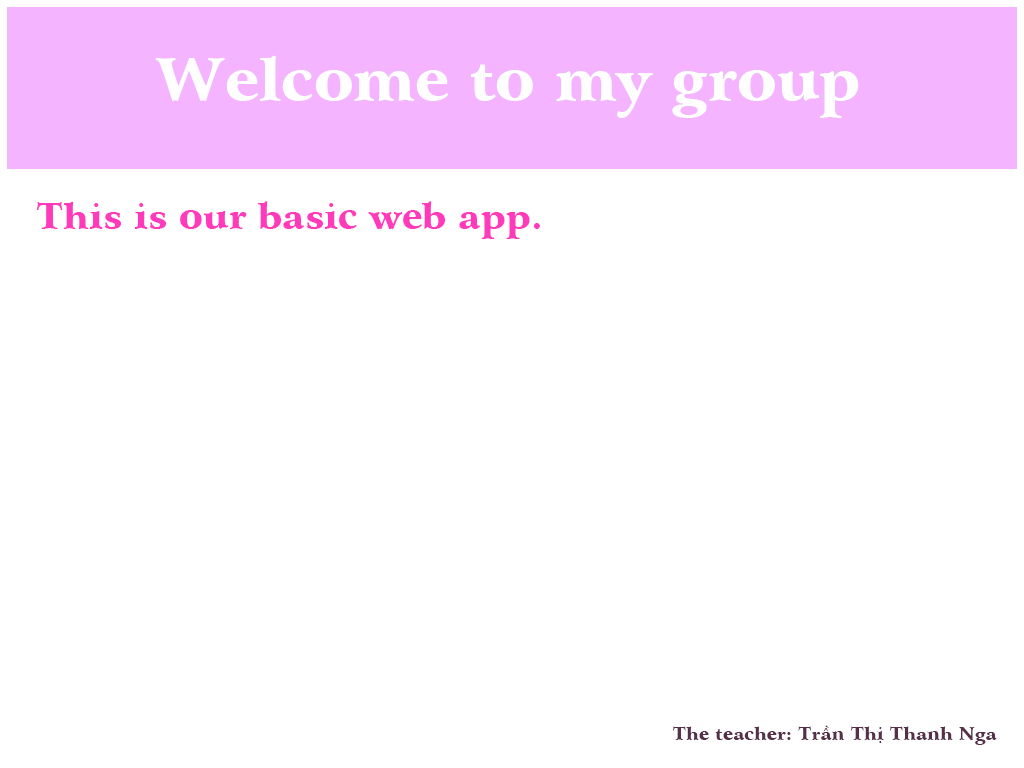 Welcome to my group
This is our basic web app.
The teacher: Trần Thị Thanh Nga